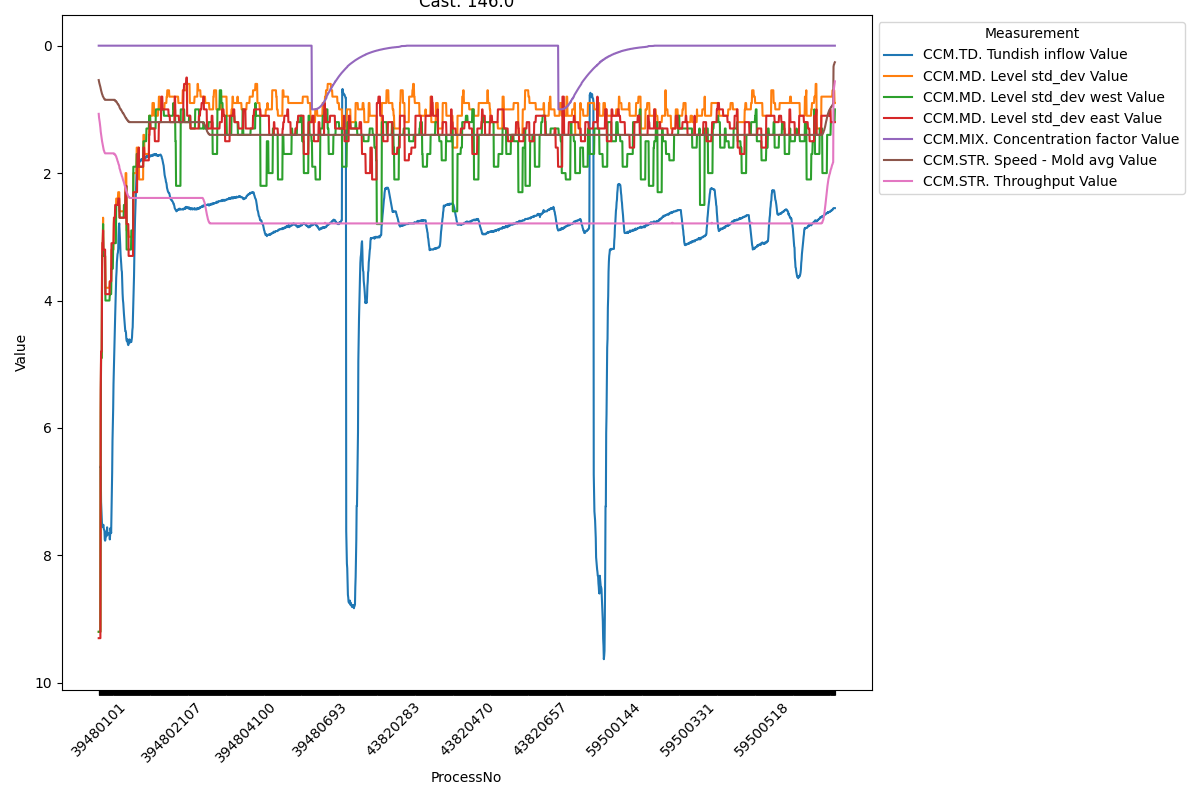 Cast: 146.0
Measurement
CCM.TD. Tundish inflow Value
CCM.MD. Level std_dev Value
CCM.MD. Level std_dev west Value
CCM.MD. Level std_dev east Value
CCM.MIX. Concentration factor Value
CCM.STR. Speed - Mold avg Value
CCM.STR. Throughput Value
0
2
4
6
8
10
Value
39480101
394802107
394804100
39480693
43820283
43820470
43820657
59500144
59500331
59500518
ProcessNo